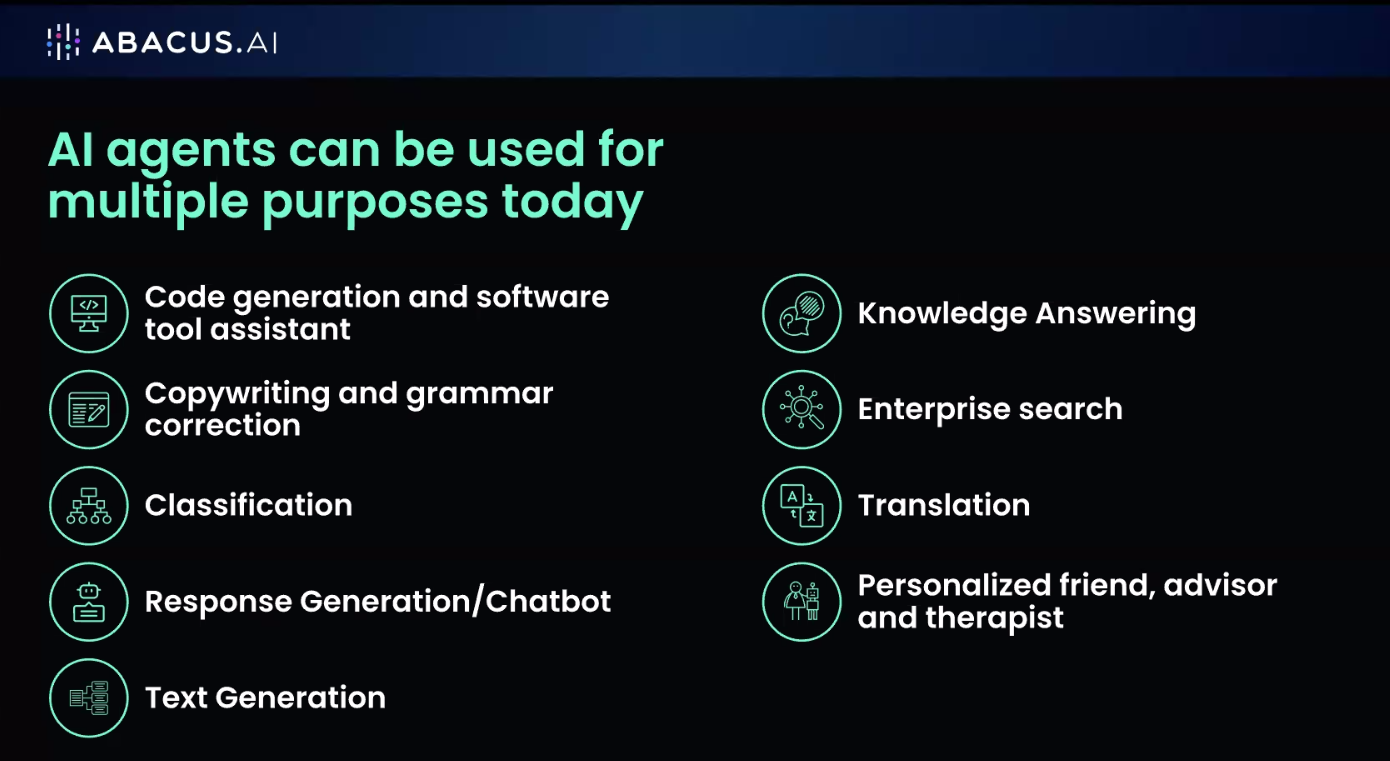 ABACUS.AI
AI agents can be used for
multiple purposes today
Code generation and software
tool assistant
Copywriting and grammar
correction
Classification
Response Generation/Chatbot
Text Generation
Knowledge Answering
Enterprise search
Translation
Personalized friend, advisor
and therapist